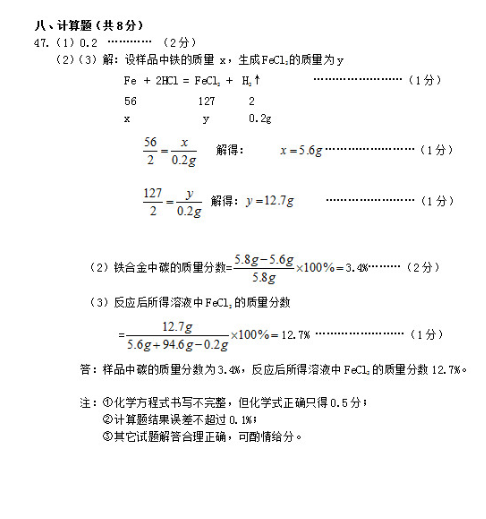 八、计算题（共8分）
47.（1）0.2 ………… （2分）
（2）（3）解：设样品中铁的质量 x，生成FeCl₂的质量为y
Fe + 2HCl = FeCl₂ + H₂↑ ……………………（1分）
56 127 2
x y 0.2g
56/2 = x/0.2g 解得： x=5.6g……………………（1分）
127/2 = y/0.2g 解得：y=12.7g ……………………（1分）
（2）铁合金中碳的质量分数=(5.8g-5.6g)/5.8g×100%=3.4%………（2分）
（3）反应后所得溶液中FeCl₂的质量分数
=12.7g/(5.6g+94.6g-0.2g)×100%=12.7% ……………………（1分）
答：样品中碳的质量分数为3.4%，反应后所得溶液中FeCl₂的质量分数12.7%。
注：①化学方程式书写不完整，但化学式正确只得0.5分；
②计算题结果误差不超过0.1%；
③其它试题解答合理正确，可酌情给分。